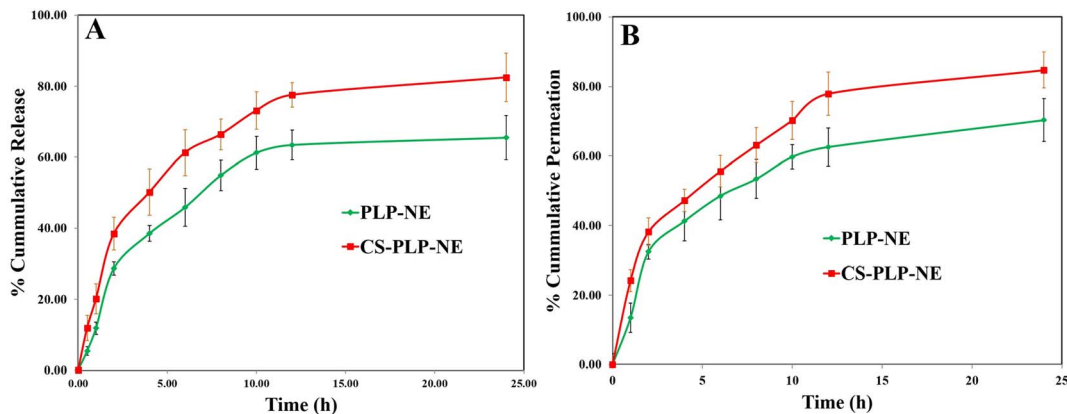 A
% Cummulative Release
100.00
80.00
60.00
40.00
20.00
0.00
0.00 5.00 10.00 15.00 20.00 25.00
Time (h)
PLP-NE
CS-PLP-NE
B
% Cummulative Permeation
100.00
80.00
60.00
40.00
20.00
0.00
0 5 10 15 20 25
Time (h)
PLP-NE
CS-PLP-NE